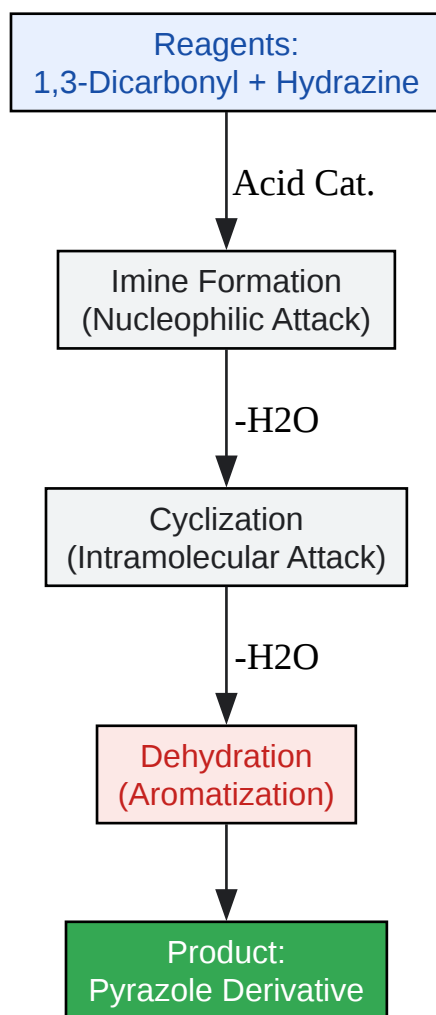 Reagents:
1,3-Dicarbonyl + Hydrazine
Acid Cat.
Imine Formation
(Nucleophilic Attack)
-H2O
Cyclization
(Intramolecular Attack)
-H2O
Dehydration
(Aromatization)
Product:
Pyrazole Derivative